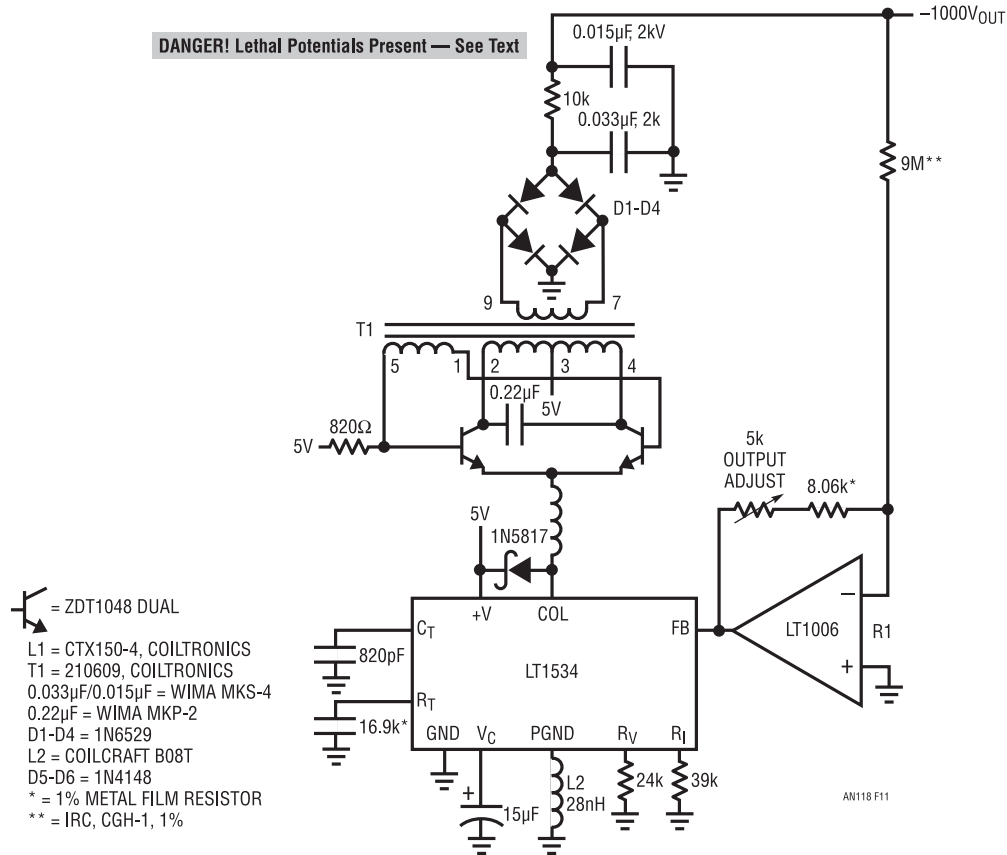 –1000VOUT
DANGER! Lethal Potentials Present — See Text
0.015µF, 2kV
10k
0.033µF, 2k
9M**
D1-D4
9
7
T1
5
1
2
3
4
0.22µF
5V
820Ω
5V
5k
OUTPUT
ADJUST
8.06k*
5V
1N5817
= ZDT1048 DUAL
L1 = CTX150-4, COILTRONICS
T1 = 210609, COILTRONICS
0.033µF/0.015µF = WIMA MKS-4
0.22µF = WIMA MKP-2
D1-D4 = 1N6529
L2 = COILCRAFT B08T
D5-D6 = 1N4148
* = 1% METAL FILM RESISTOR
** = IRC, CGH-1, 1%
+V
COL
CT
FB
LT1534
RT
GND
VC
PGND
RV
RI
820pF
16.9k*
+
15µF
L2
28nH
24k
39k
–
LT1006
R1
+
AN118 F11